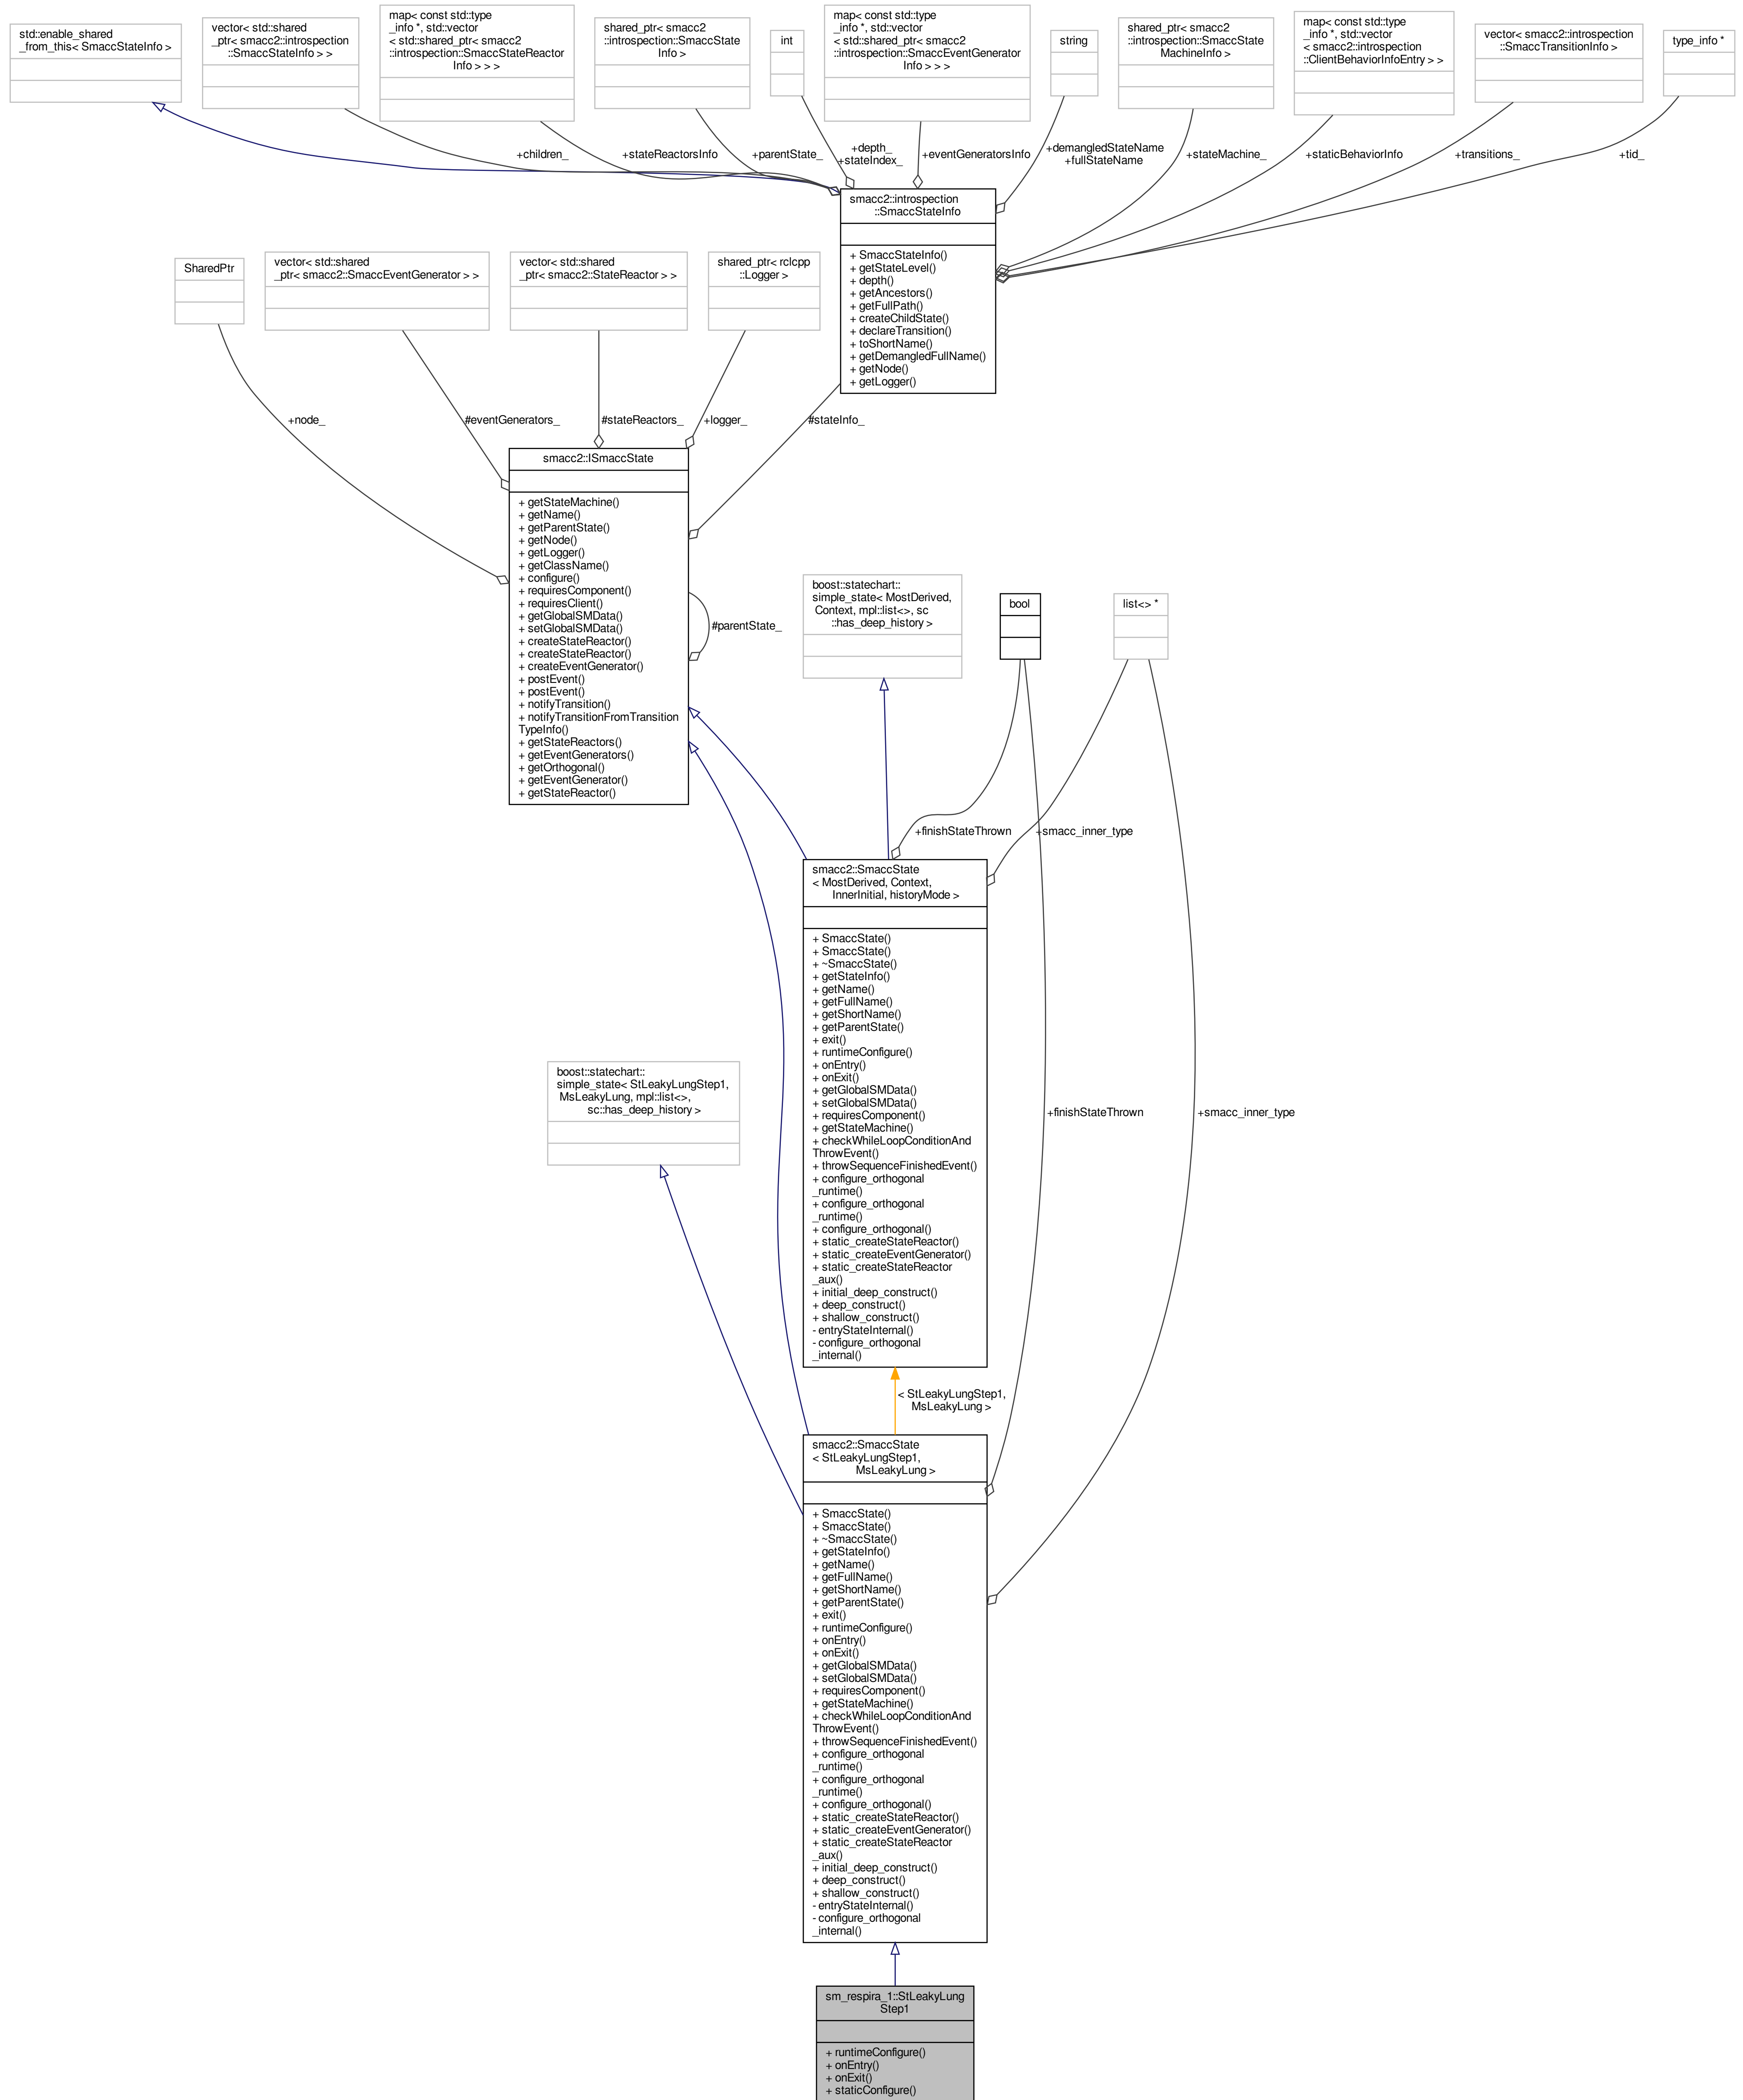 std::enable_shared
_from_this< SmaccStateInfo >
vector< std::shared
_ptr< smacc2::introspection
::SmaccStateInfo > >
map< const std::type
_info *, std::vector
< std::shared_ptr< smacc2
::introspection::SmaccStateReactor
Info > > >
shared_ptr< smacc2
::introspection::SmaccState
Info >
int
map< const std::type
_info *, std::vector
< std::shared_ptr< smacc2
::introspection::SmaccEventGenerator
Info > > >
string
shared_ptr< smacc2
::introspection::SmaccState
MachineInfo >
map< const std::type
_info *, std::vector
< smacc2::introspection
::ClientBehaviorInfoEntry > >
vector< smacc2::introspection
::SmaccTransitionInfo >
type_info *
+children_
+stateReactorsInfo
+parentState_
+depth_
+stateIndex_
+eventGeneratorsInfo
+demangledStateName
+fullStateName
+stateMachine_
+staticBehaviorInfo
+transitions_
+tid_
smacc2::introspection
::SmaccStateInfo
+ SmaccStateInfo()
+ getStateLevel()
+ depth()
+ getAncestors()
+ getFullPath()
+ createChildState()
+ declareTransition()
+ toShortName()
+ getDemangledFullName()
+ getNode()
+ getLogger()
SharedPtr
vector< std::shared
_ptr< smacc2::SmaccEventGenerator > >
vector< std::shared
_ptr< smacc2::StateReactor > >
shared_ptr< rclcpp
::Logger >
+node_
#eventGenerators_
#stateReactors_
+logger_
#stateInfo_
smacc2::ISmaccState
+ getStateMachine()
+ getName()
+ getParentState()
+ getNode()
+ getLogger()
+ getClassName()
+ configure()
+ requiresComponent()
+ requiresClient()
+ getGlobalSMData()
+ setGlobalSMData()
+ createStateReactor()
+ createStateReactor()
+ createEventGenerator()
+ postEvent()
+ postEvent()
+ notifyTransition()
+ notifyTransitionFromTransition
TypeInfo()
+ getStateReactors()
+ getEventGenerators()
+ getOrthogonal()
+ getEventGenerator()
+ getStateReactor()
#parentState_
boost::statechart::
simple_state< MostDerived,
Context, mpl::list<>, sc
::has_deep_history >
bool
list<> *
+finishStateThrown
+smacc_inner_type
smacc2::SmaccState
< MostDerived, Context,
InnerInitial, historyMode >
+ SmaccState()
+ SmaccState()
+ ~SmaccState()
+ getStateInfo()
+ getName()
+ getFullName()
+ getShortName()
+ getParentState()
+ exit()
+ runtimeConfigure()
+ onEntry()
+ onExit()
+ getGlobalSMData()
+ setGlobalSMData()
+ requiresComponent()
+ getStateMachine()
+ checkWhileLoopConditionAnd
ThrowEvent()
+ throwSequenceFinishedEvent()
+ configure_orthogonal
_runtime()
+ configure_orthogonal
_runtime()
+ configure_orthogonal()
+ static_createStateReactor()
+ static_createEventGenerator()
+ static_createStateReactor
_aux()
+ initial_deep_construct()
+ deep_construct()
+ shallow_construct()
- entryStateInternal()
- configure_orthogonal
_internal()
boost::statechart::
simple_state< StLeakyLungStep1,
MsLeakyLung, mpl::list<>,
sc::has_deep_history >
+finishStateThrown
+smacc_inner_type
< StLeakyLungStep1,
MsLeakyLung >
smacc2::SmaccState
< StLeakyLungStep1,
MsLeakyLung >
+ SmaccState()
+ SmaccState()
+ ~SmaccState()
+ getStateInfo()
+ getName()
+ getFullName()
+ getShortName()
+ getParentState()
+ exit()
+ runtimeConfigure()
+ onEntry()
+ onExit()
+ getGlobalSMData()
+ setGlobalSMData()
+ requiresComponent()
+ getStateMachine()
+ checkWhileLoopConditionAnd
ThrowEvent()
+ throwSequenceFinishedEvent()
+ configure_orthogonal
_runtime()
+ configure_orthogonal
_runtime()
+ configure_orthogonal()
+ static_createStateReactor()
+ static_createEventGenerator()
+ static_createStateReactor
_aux()
+ initial_deep_construct()
+ deep_construct()
+ shallow_construct()
- entryStateInternal()
- configure_orthogonal
_internal()
sm_respira_1::StLeakyLung
Step1
+ runtimeConfigure()
+ onEntry()
+ onExit()
+ staticConfigure()